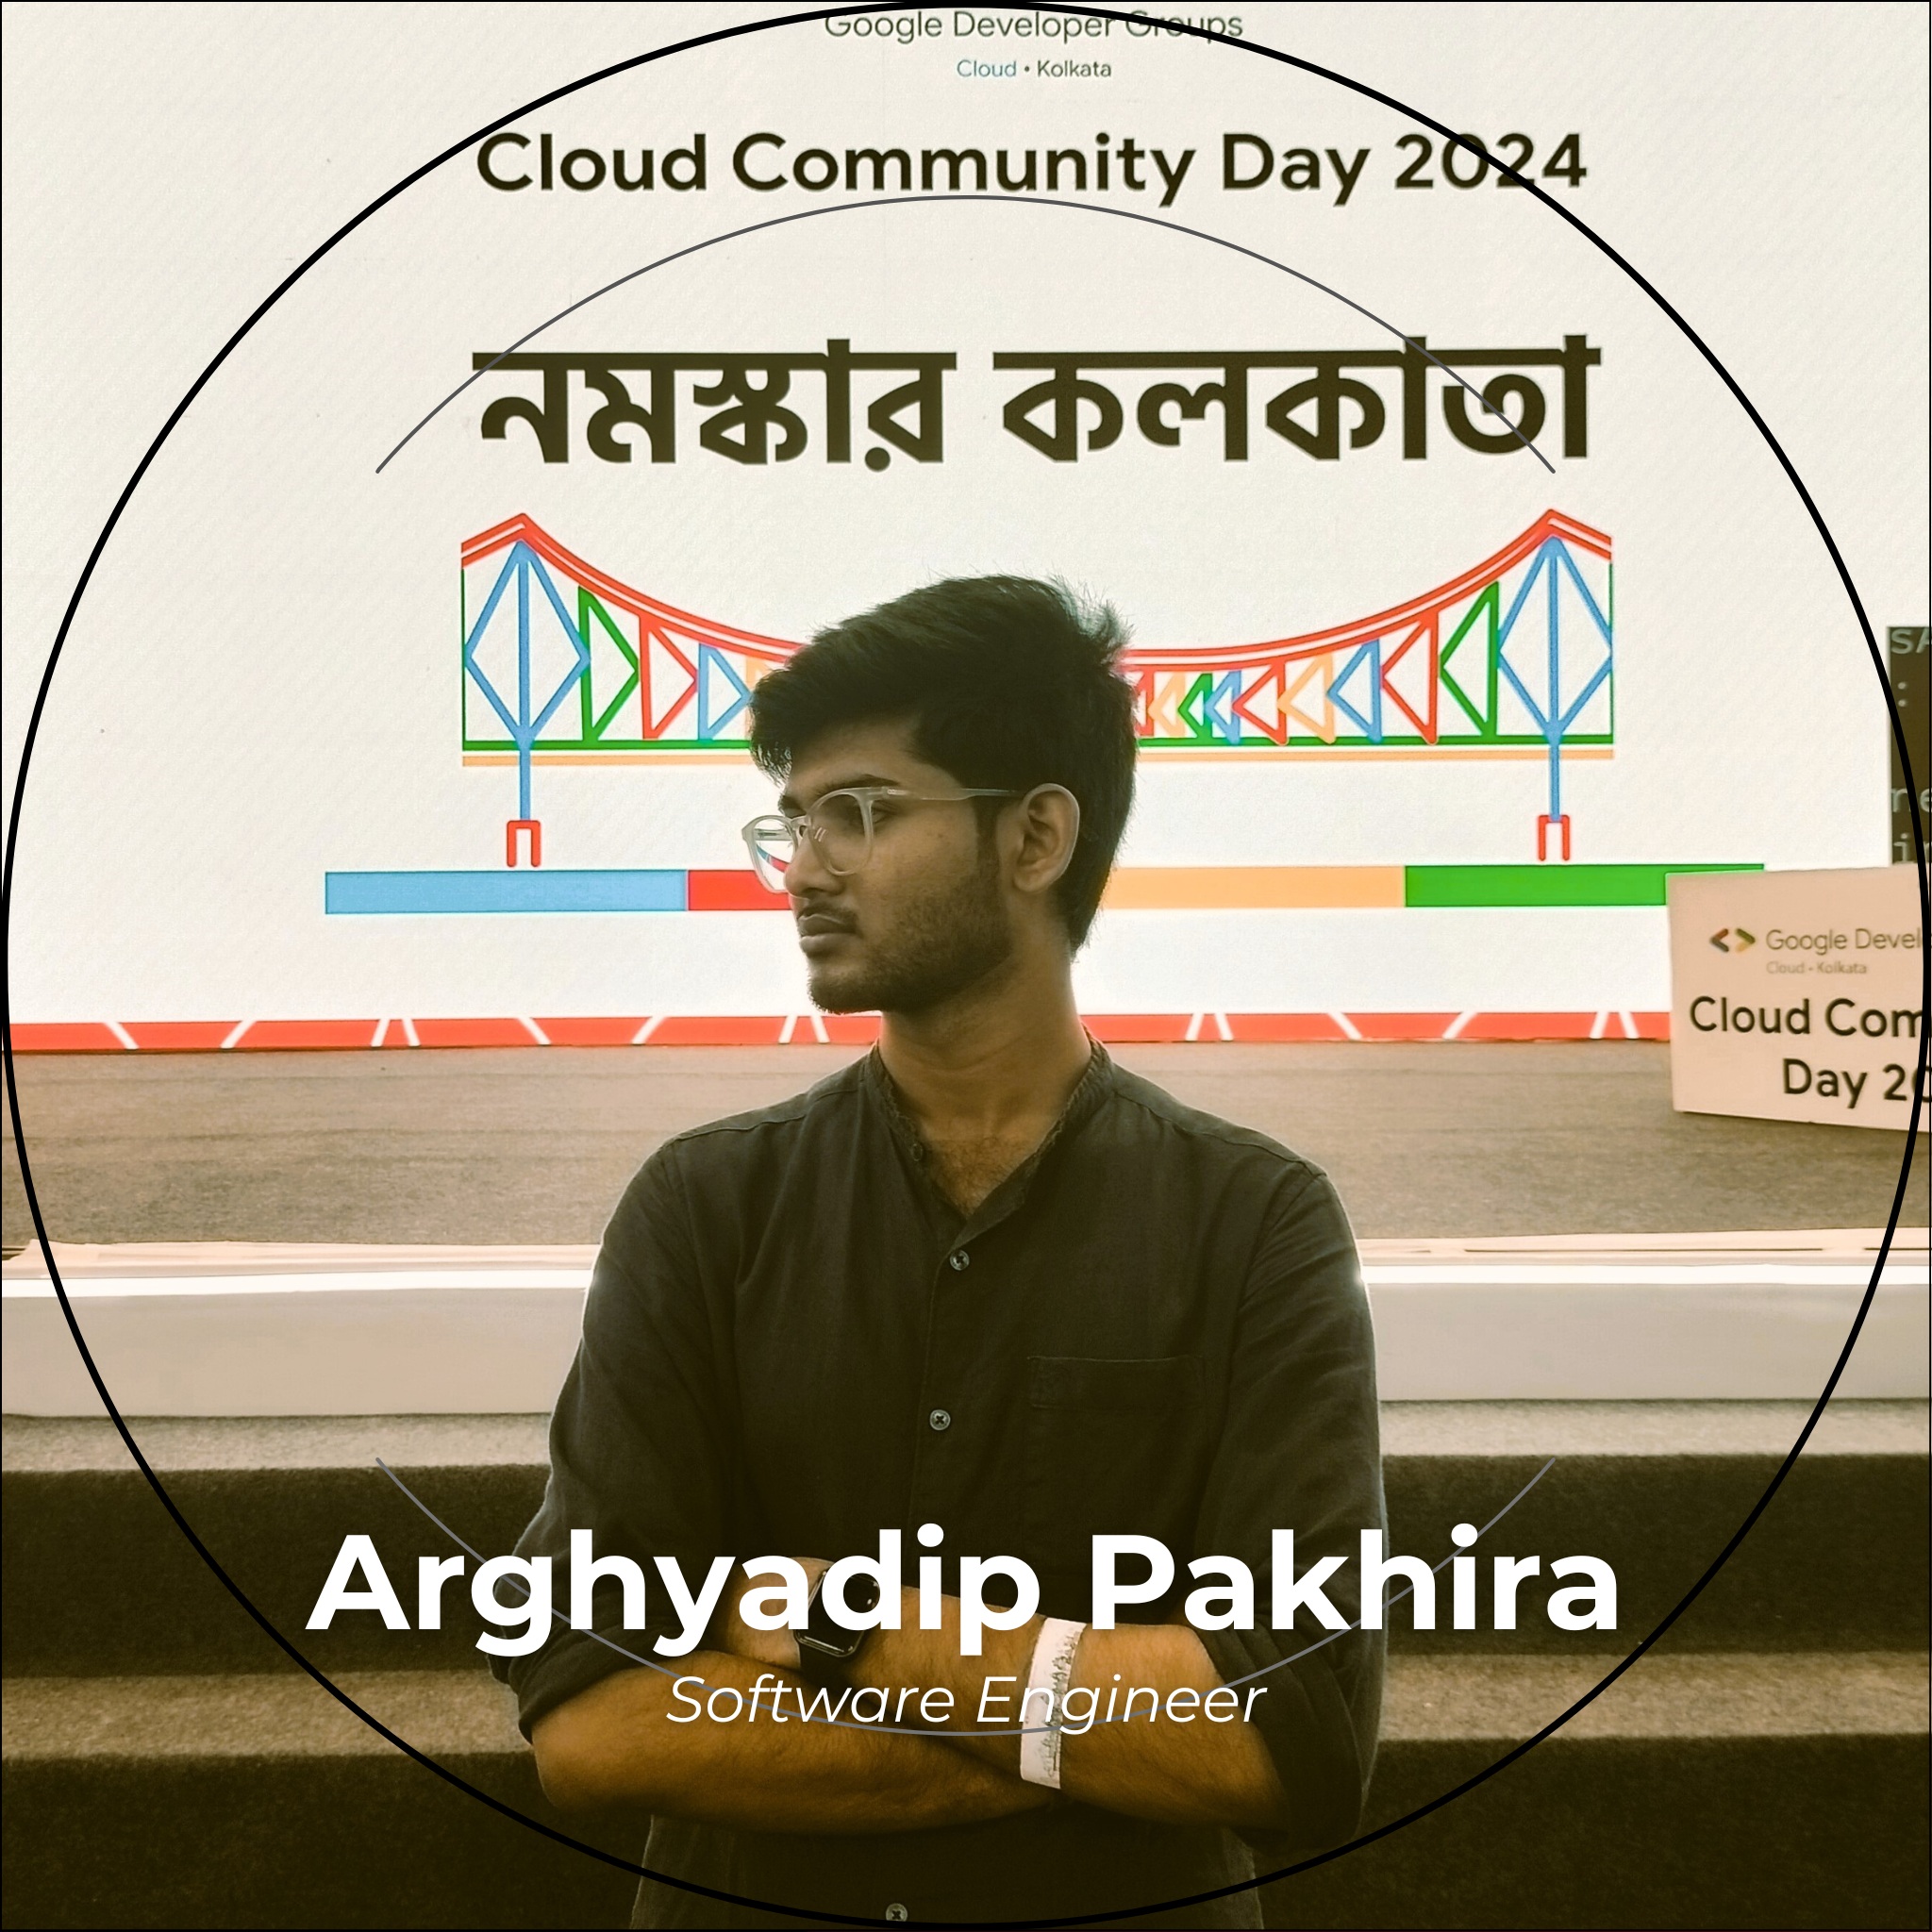 Google Developer Groups
Cloud • Kolkata
Cloud Community Day 2024
নমস্কার কলকাতা
Google Devel
Cloud • Kolkata
Cloud Com
Day 20
Arghyadip Pakhira
Software Engineer